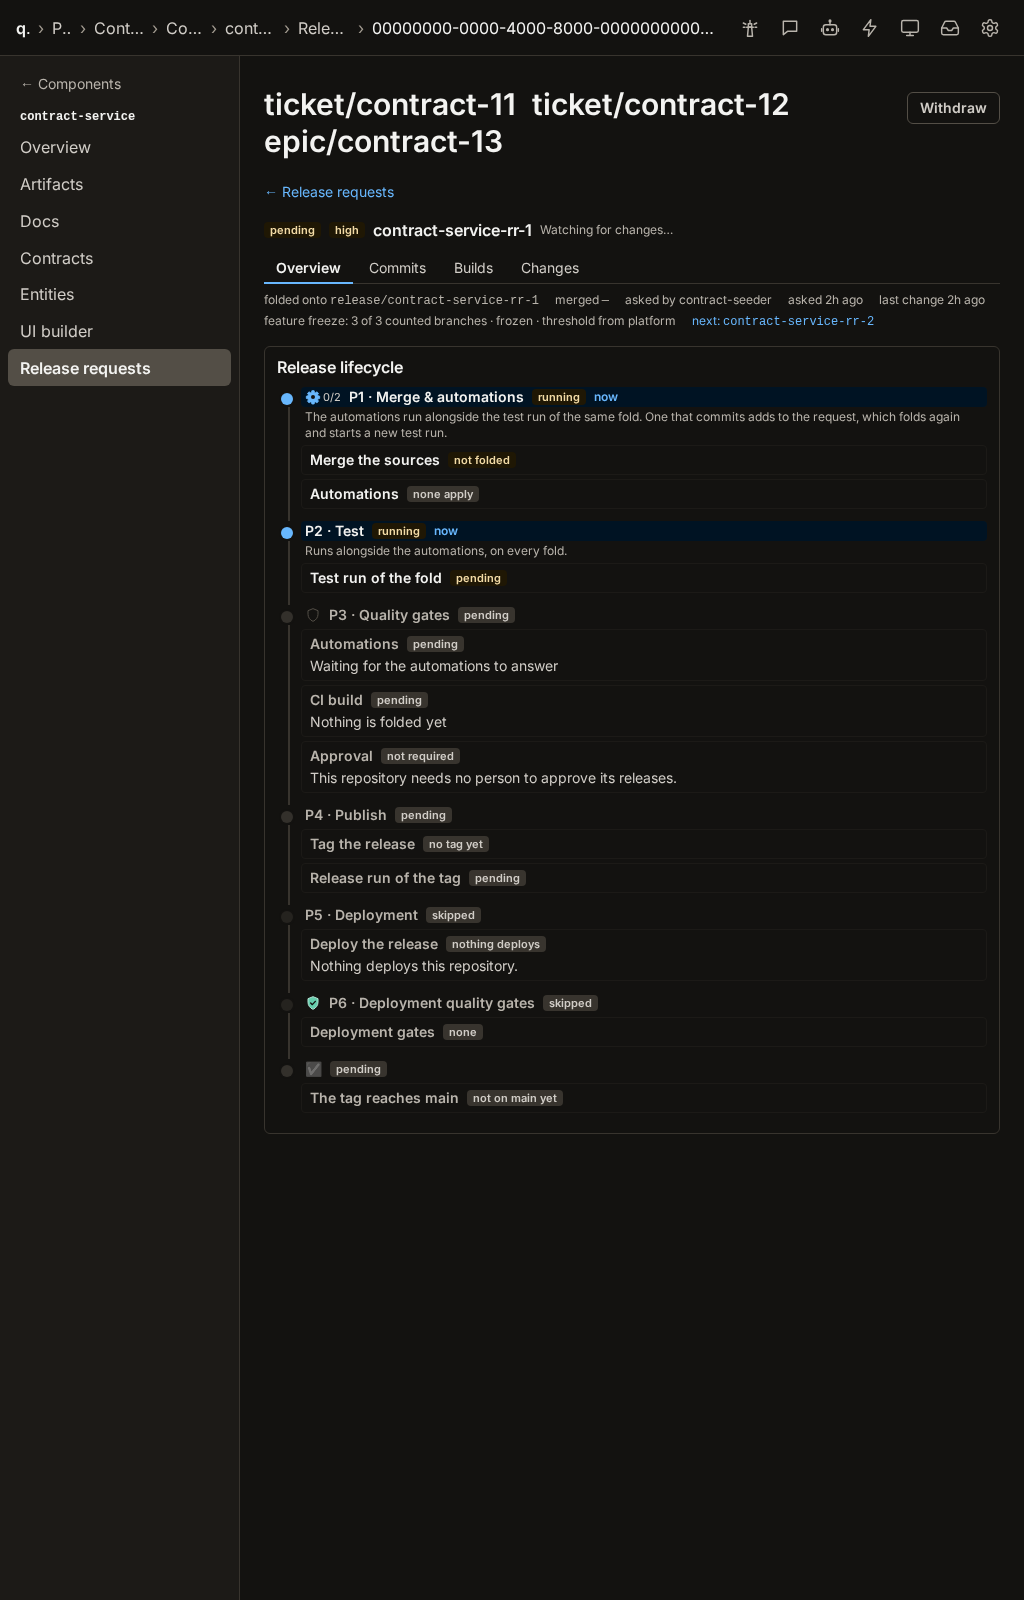 q. › P.. › Cont... › Co... › cont... › Rele... › 00000000-0000-4000-8000-0000000000...
← Components
contract-service
Overview
Artifacts
Docs
Contracts
Entities
UI builder
Release requests
ticket/contract-11 ticket/contract-12
epic/contract-13
Withdraw
← Release requests
pending high contract-service-rr-1 Watching for changes...
Overview Commits Builds Changes
folded onto release/contract-service-rr-1 merged — asked by contract-seeder asked 2h ago last change 2h ago
feature freeze: 3 of 3 counted branches · frozen · threshold from platform next: contract-service-rr-2
Release lifecycle
0/2 P1 · Merge & automations running now
The automations run alongside the test run of the same fold. One that commits adds to the request, which folds again
and starts a new test run.
Merge the sources not folded
Automations none apply
P2 · Test running now
Runs alongside the automations, on every fold.
Test run of the fold pending
P3 · Quality gates pending
Automations pending
Waiting for the automations to answer
CI build pending
Nothing is folded yet
Approval not required
This repository needs no person to approve its releases.
P4 · Publish pending
Tag the release no tag yet
Release run of the tag pending
P5 · Deployment skipped
Deploy the release nothing deploys
Nothing deploys this repository.
P6 · Deployment quality gates skipped
Deployment gates none
pending
The tag reaches main not on main yet